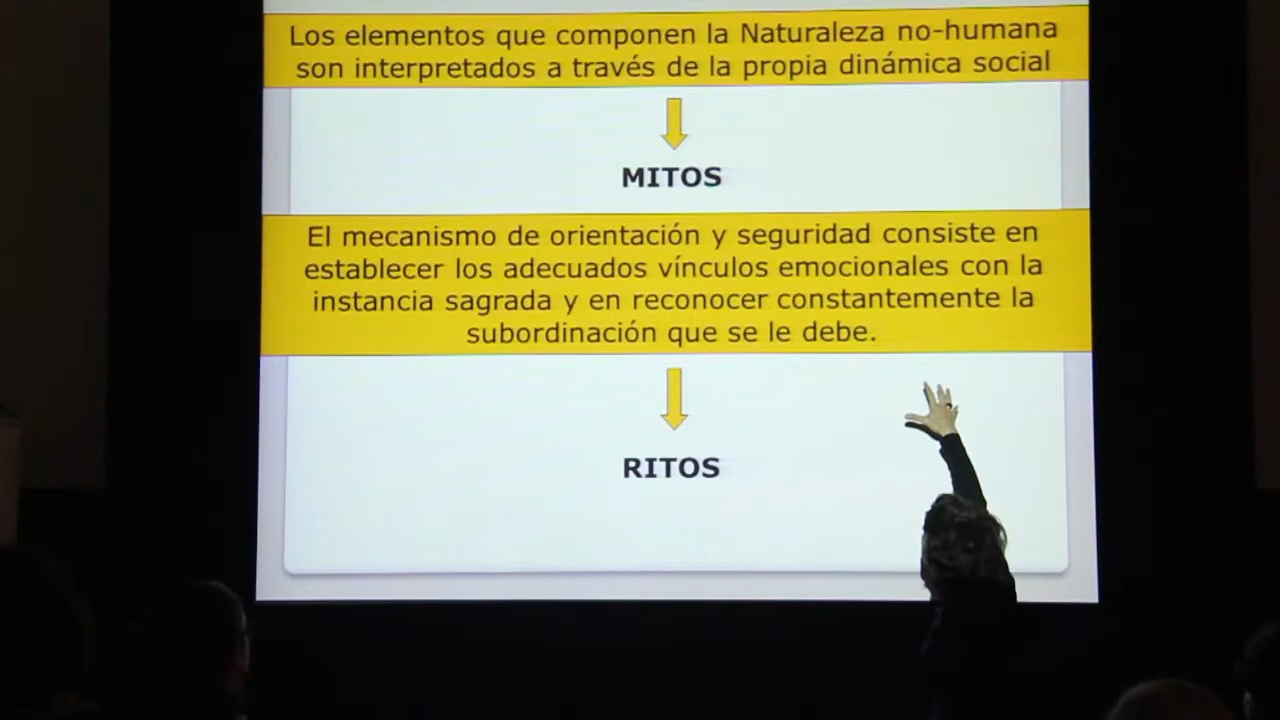 Los elementos que componen la Naturaleza no-humana
son interpretados a través de la propia dinámica social
MITOS
El mecanismo de orientación y seguridad consiste en
establecer los adecuados vínculos emocionales con la
instancia sagrada y en reconocer constantemente la
subordinación que se le debe.
RITOS